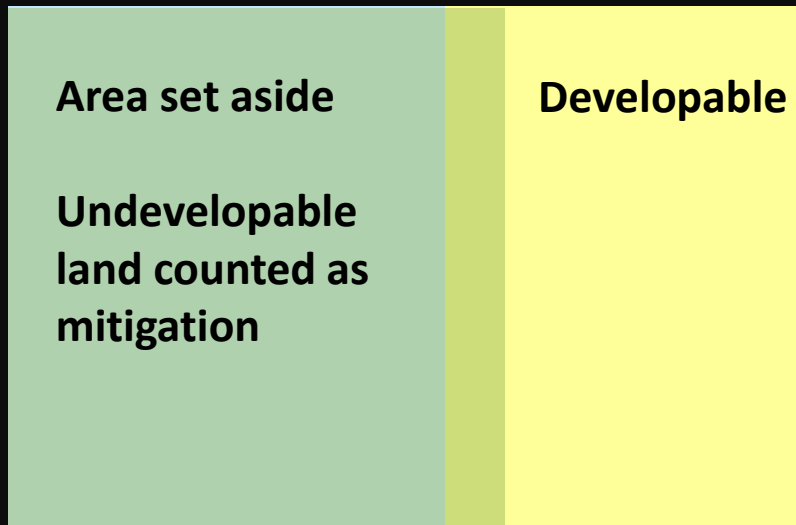 Area set aside
Undevelopable
land counted as
mitigation
Developable